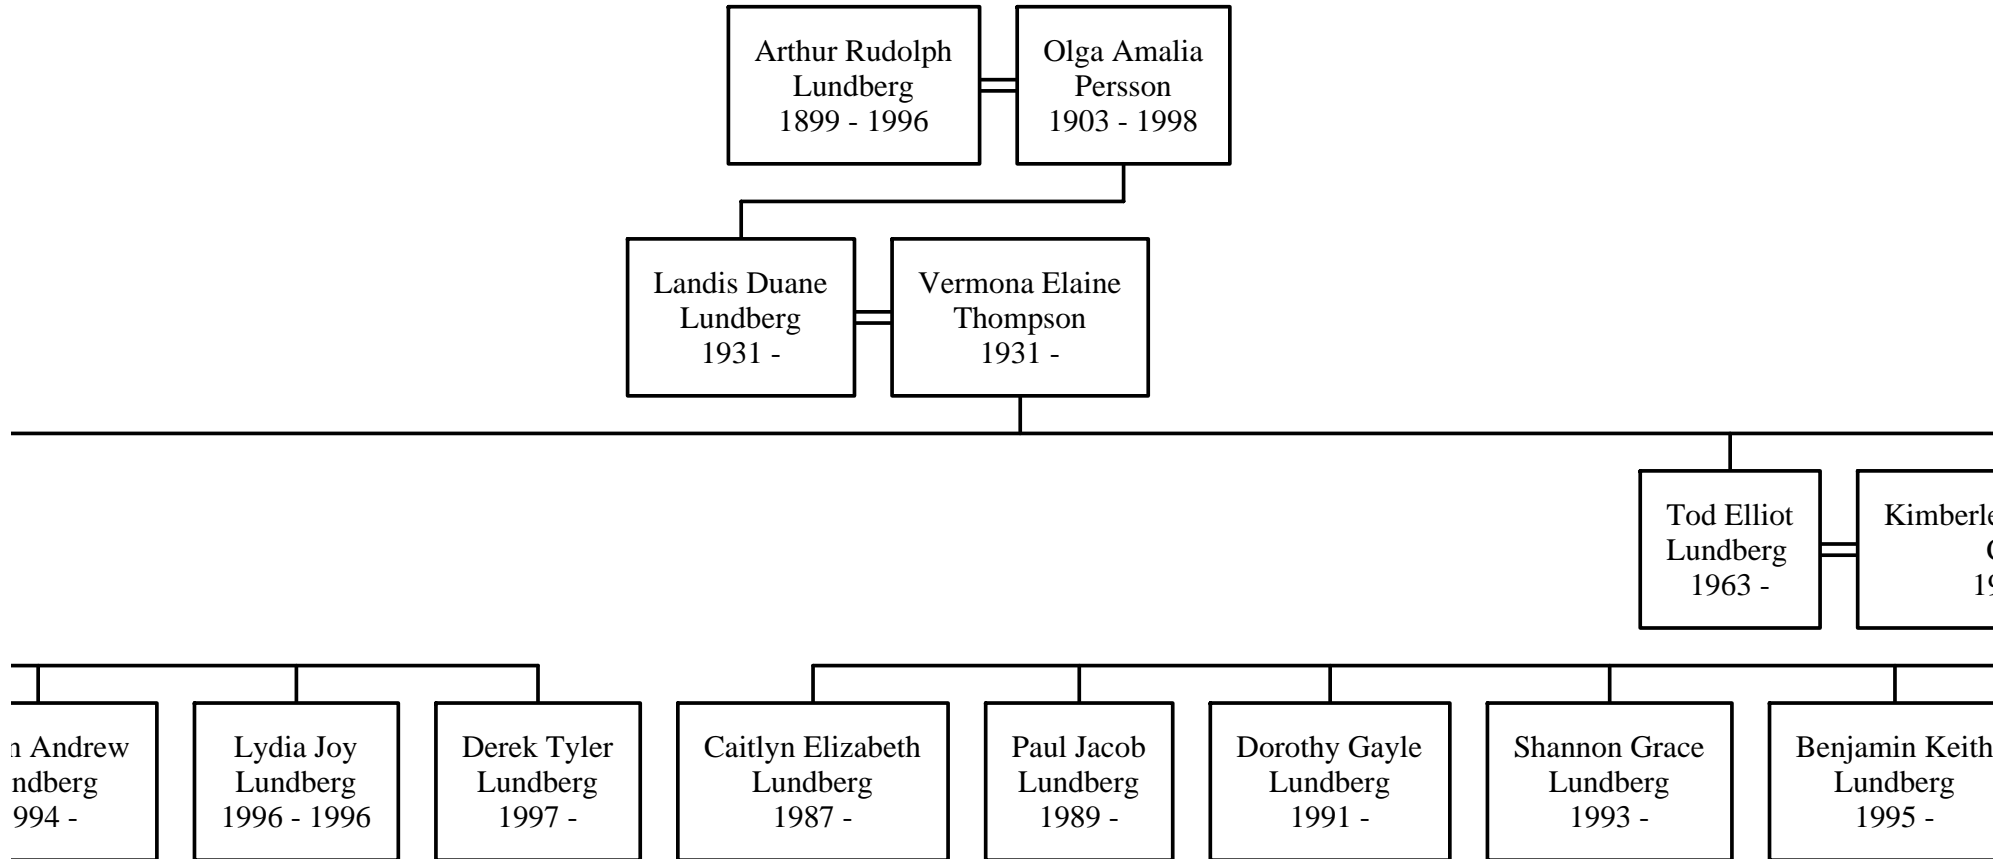 Arthur Rudolph
Lundberg
1899 - 1996
Olga Amalia
Persson
1903 - 1998
Landis Duane
Lundberg
1931 -
Vermona Elaine
Thompson
1931 -
Tod Elliot
Lundberg
1963 -
Andrew
Lydia Joy
Lundberg
1996 - 1996
Derek Tyler
Lundberg
1997 -
Caitlyn Elizabeth
Lundberg
1987 -
Paul Jacob
Lundberg
1989 -
Dorothy Gayle
Lundberg
1991 -
Shannon Grace
Lundberg
1993 -
Benjamin Keith
Lundberg
1995 -